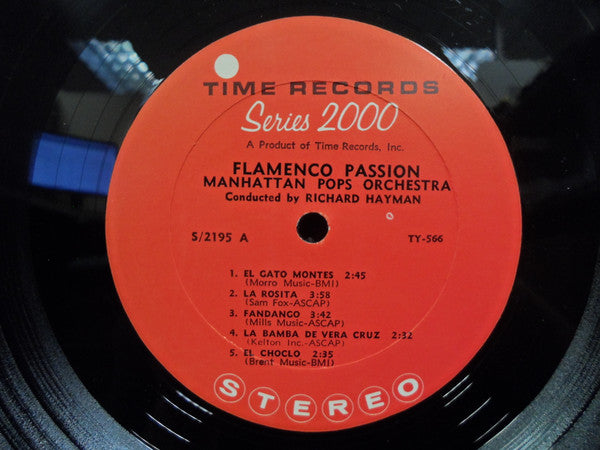 TIME RECORDS
Series 2000
A Product of Time Records, Inc.
FLAMENCO PASSION
MANHATTAN POPS ORCHESTRA
Conducted by RICHARD HAYMAN
S/2195 A TY-566
1. EL GATO MONTES 2:45
(Morro Music-BMI)
2. LA ROSITA 3:58
(Sam Fox-ASCAP)
3. FANDANGO 3:42
(Mills Music-ASCAP)
4. LA BAMBA DE VERA CRUZ 2:32
(Kelton Inc.-ASCAP)
5. EL CHOCLO 2:35
(Brent Music-BMI)
STEREO